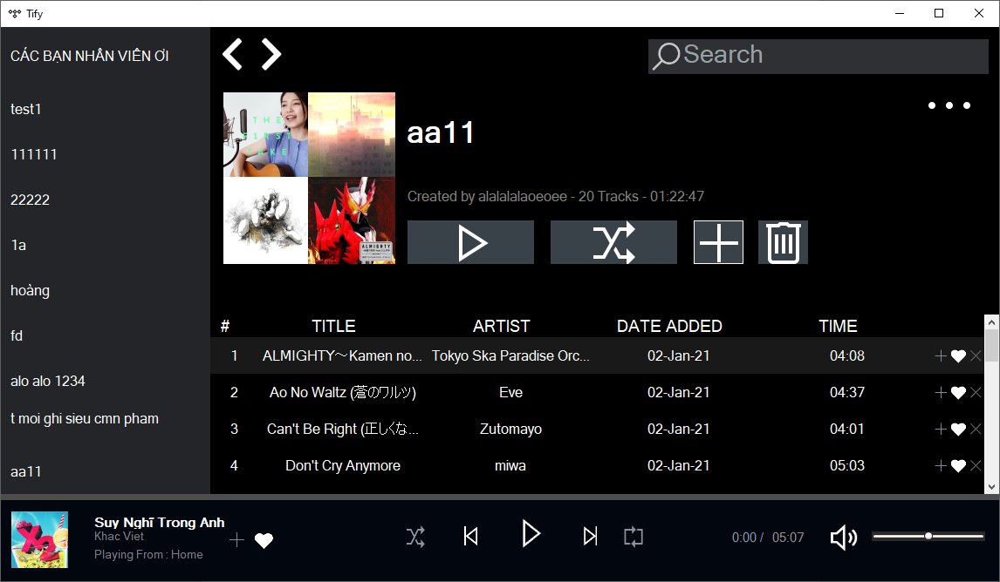 Tify
CÁC BẠN NHÂN VIÊN ƠI
test1
111111
22222
1a
hoàng
fd
alo alo 1234
t moi ghi sieu cmn pham
aa11
Search
THE
FIRST
TAKE
ALMIGHTY
aa11
Created by alalalalaoeoee - 20 Tracks - 01:22:47
# TITLE ARTIST DATE ADDED TIME
1 ALMIGHTY～Kamen no... Tokyo Ska Paradise Orc... 02-Jan-21 04:08
2 Ao No Waltz (蒼のワルツ) Eve 02-Jan-21 04:37
3 Can't Be Right (正しくな... Zutomayo 02-Jan-21 04:01
4 Don't Cry Anymore miwa 02-Jan-21 05:03
Suy Nghĩ Trong Anh
Khac Viet
Playing From : Home
0:00 / 05:07